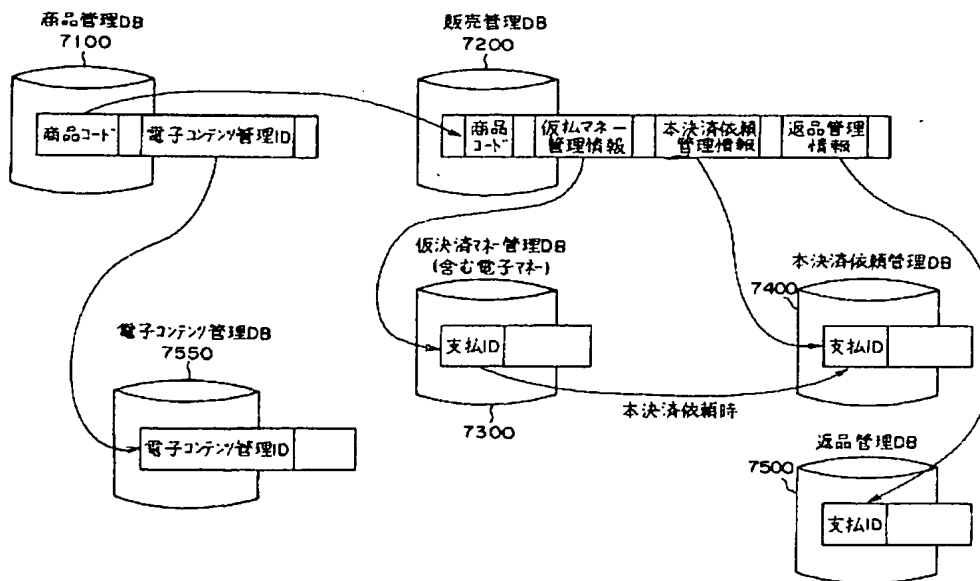 商品管理DB
7100
販売管理DB
7200
商品コード
電子コンテンツ管理ID
商品
コード
仮払マネー
管理情報
本決済依頼
管理情報
返品管理
情報
仮決済マネー管理DB
(含む電子マネー)
支払ID
7300
本決済依頼管理DB
7400
支払ID
本決済依頼時
電子コンテンツ管理DB
7550
電子コンテンツ管理ID
返品管理DB
7500
支払ID